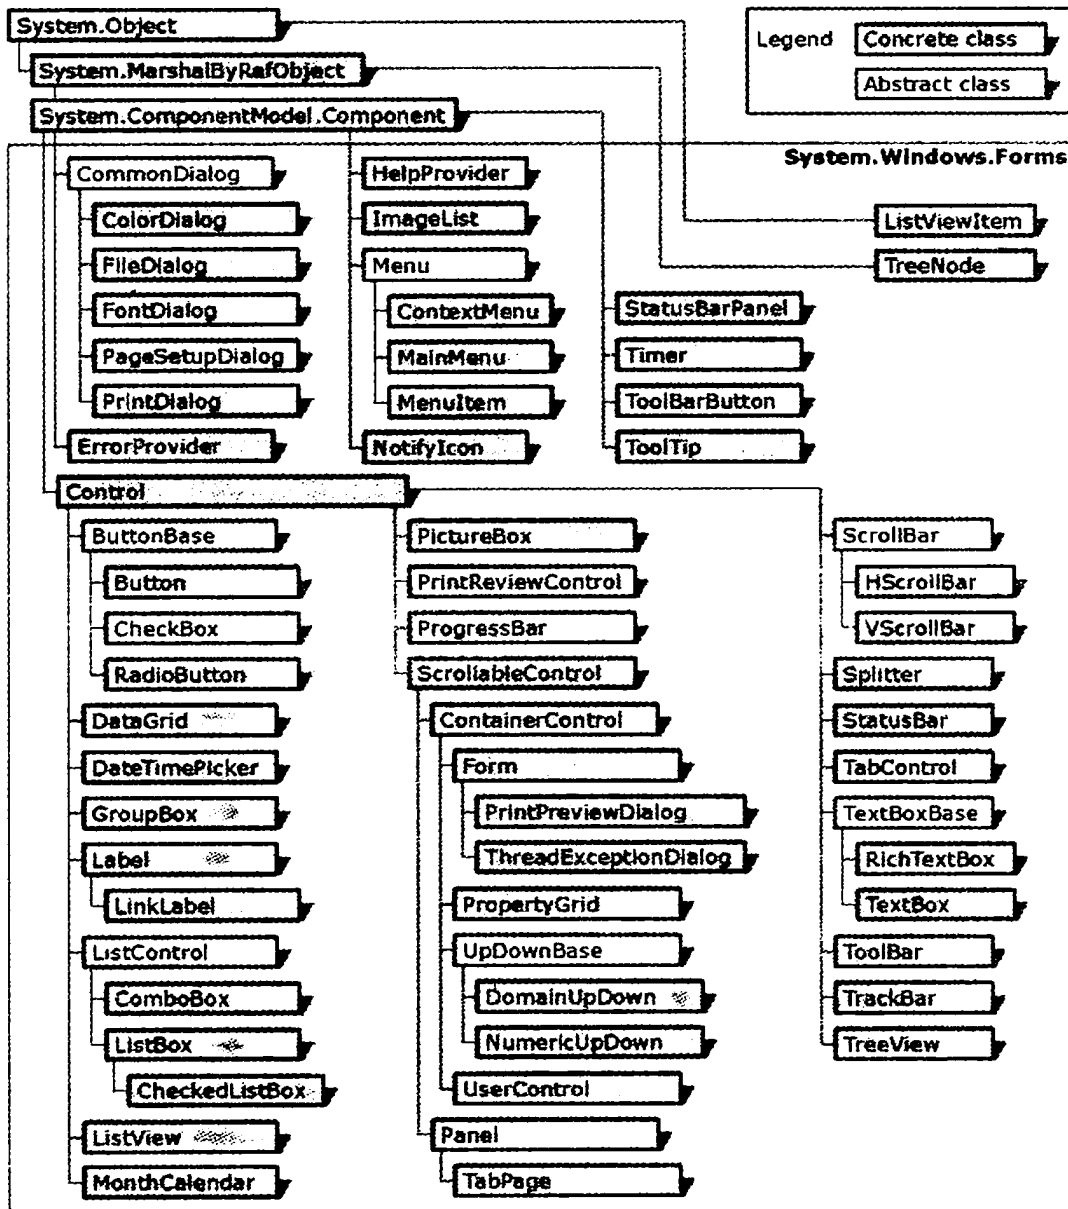 System.Object
Legend
Concrete class
Abstract class
System.MarshalByRefObject
System.ComponentModel.Component
System.Windows.Forms
CommonDialog
ColorDialog
FileDialog
FontDialog
PageSetupDialog
PrintDialog
ErrorProvider
HelpProvider
ImageList
Menu
ContextMenu
MainMenu
MenuItem
NotifyIcon
StatusBarPanel
Timer
ToolBarButton
ToolTip
ListViewItem
TreeNode
Control
ButtonBase
Button
CheckBox
RadioButton
DataGrid
DateTimePicker
GroupBox
Label
LinkLabel
ListControl
ComboBox
ListBox
CheckedListBox
ListView
MonthCalendar
PictureBox
PrintReviewControl
ProgressBar
ScrollableControl
ContainerControl
Form
PrintPreviewDialog
ThreadExceptionDialog
PropertyGrid
UpDownBase
DomainUpDown
NumericUpDown
UserControl
Panel
TabPage
ScrollBar
HScrollBar
VScrollBar
Splitter
StatusBar
TabControl
TextBoxBase
RichTextBox
TextBox
ToolBar
TrackBar
TreeView